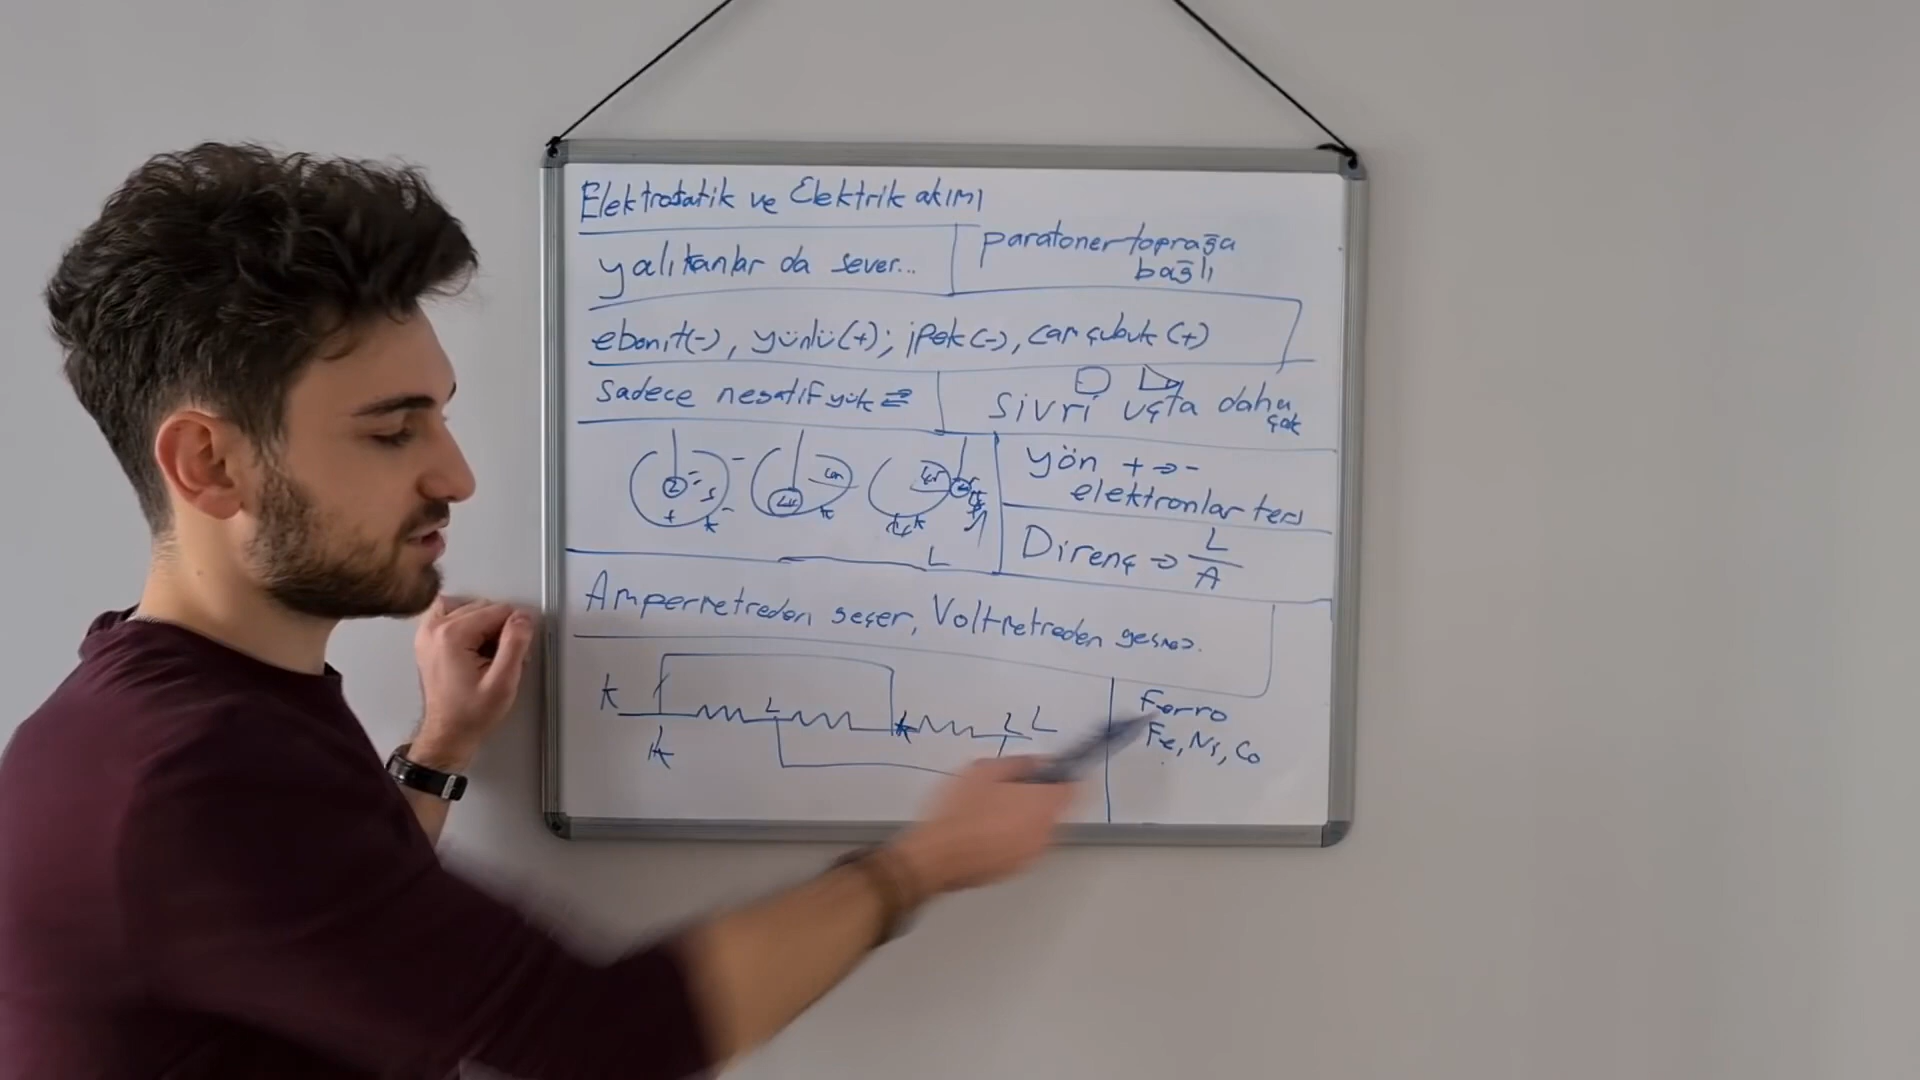 Elektrostatik ve Elektrik akımı
yalıtkanlar da sever...
paratoner toprağa
bağlı
ebonit(-), yünlü(+); ipek(-), cam çubuk(+)
Sadece negatif yük ⇄
Sivri uçta daha
çok
yön + ⇒ -
elektronlar ters
L
Direnç ⇒ L/A
Ampermetreden geçer, Voltmetreden geçmez.
K L K L L
K
Ferro
Fe, Ni, Co